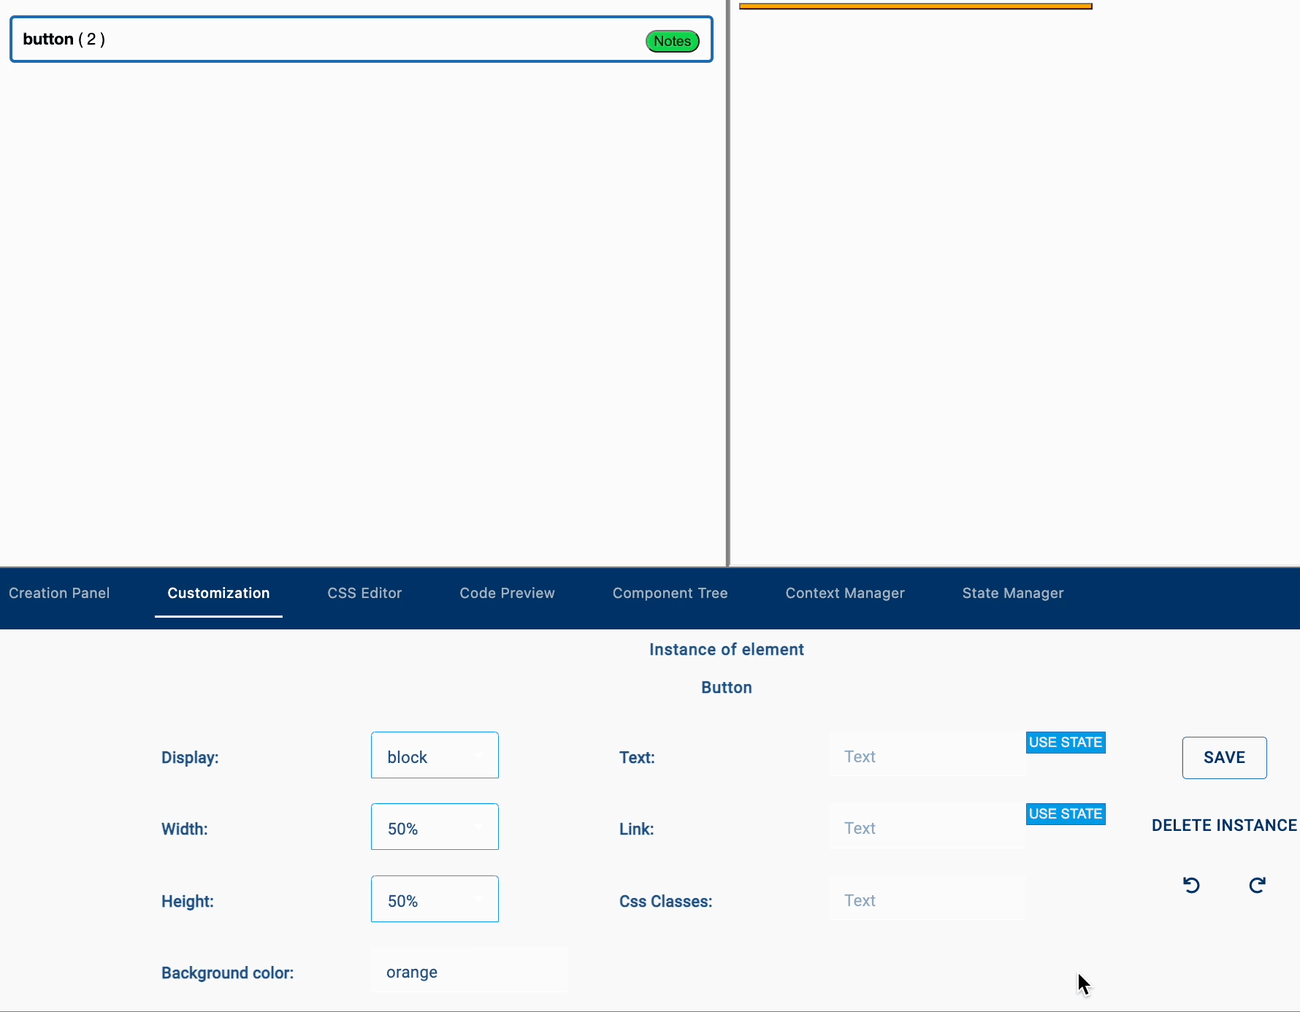 button ( 2 )
Notes
Creation Panel Customization CSS Editor Code Preview Component Tree Context Manager State Manager
Instance of element
Button
Display: block Text: Text USE STATE SAVE
Width: 50% Link: Text USE STATE DELETE INSTANCE
Height: 50% Css Classes: Text
Background color: orange